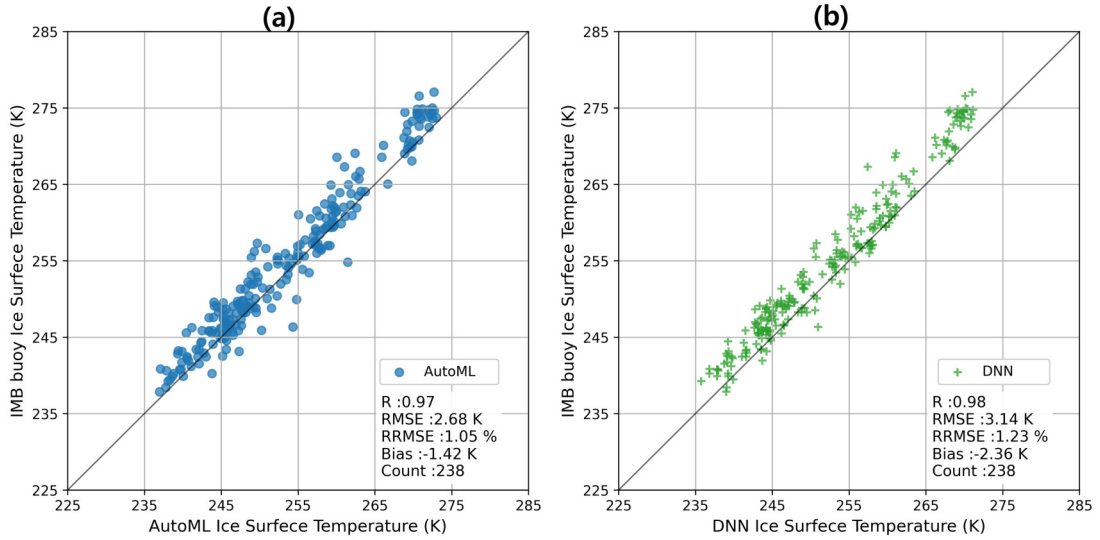 (a)
285
275
265
255
245
235
225
IMB buoy Ice Surfece Temperature (K)
AutoML
R :0.97
RMSE :2.68 K
RRMSE :1.05 %
Bias :-1.42 K
Count :238
225 235 245 255 265 275 285
AutoML Ice Surfece Temperature (K)
(b)
285
275
265
255
245
235
225
IMB buoy Ice Surfece Temperature (K)
DNN
R :0.98
RMSE :3.14 K
RRMSE :1.23 %
Bias :-2.36 K
Count :238
225 235 245 255 265 275 285
DNN Ice Surfece Temperature (K)